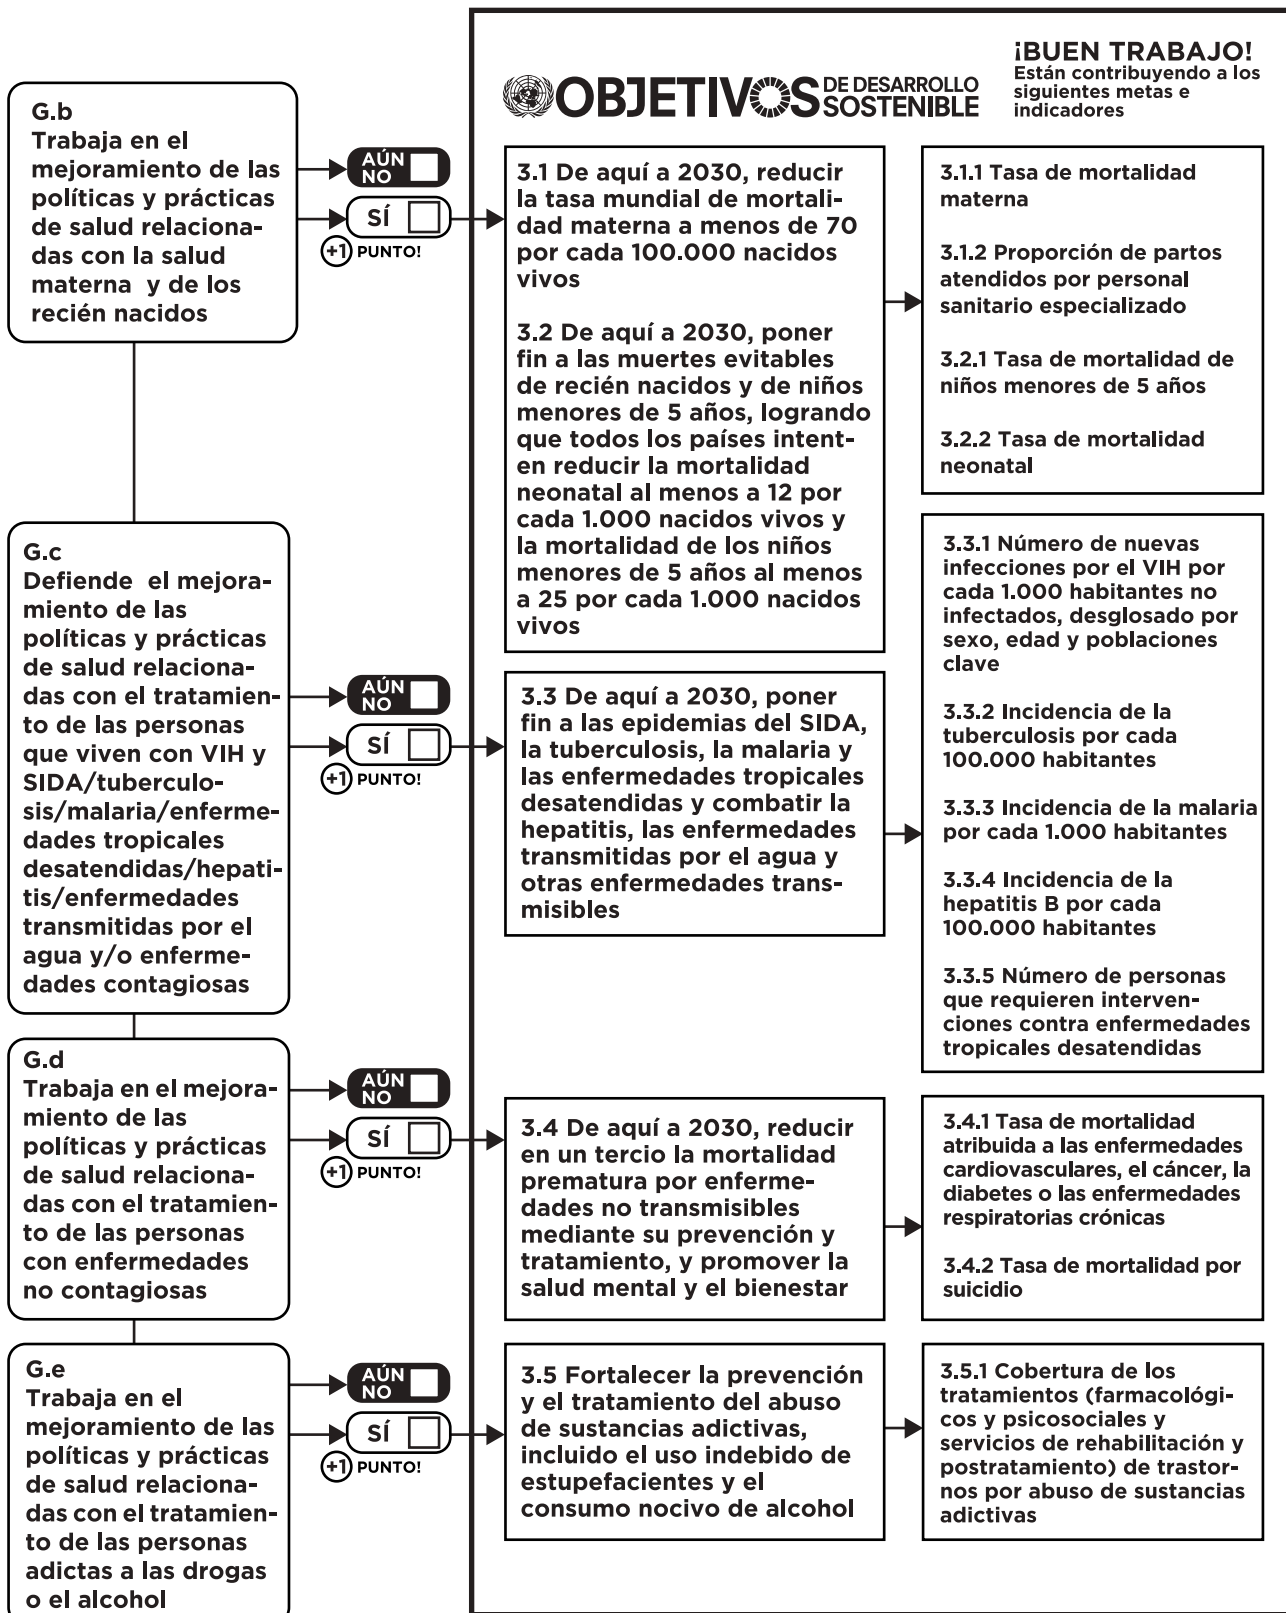 OBJETIVOS DE DESARROLLO
SOSTENIBLE
¡BUEN TRABAJO!
Están contribuyendo a los
siguientes metas e
indicadores
G.b
Trabaja en el
mejoramiento de las
políticas y prácticas
de salud relaciona-
das con la salud
materna y de los
recién nacidos
AÚN
NO
SÍ
+1 PUNTO!
3.1 De aquí a 2030, reducir
la tasa mundial de mortali-
dad materna a menos de 70
por cada 100.000 nacidos
vivos
3.2 De aquí a 2030, poner
fin a las muertes evitables
de recién nacidos y de niños
menores de 5 años, logrando
que todos los países intent-
en reducir la mortalidad
neonatal al menos a 12 por
cada 1.000 nacidos vivos y
la mortalidad de los niños
menores de 5 años al menos
a 25 por cada 1.000 nacidos
vivos
3.1.1 Tasa de mortalidad
materna
3.1.2 Proporción de partos
atendidos por personal
sanitario especializado
3.2.1 Tasa de mortalidad de
niños menores de 5 años
3.2.2 Tasa de mortalidad
neonatal
G.c
Defiende el mejora-
miento de las
políticas y prácticas
de salud relaciona-
das con el tratamien-
to de las personas
que viven con VIH y
SIDA/tuberculo-
sis/malaria/enferme-
dades tropicales
desatendidas/hepati-
tis/enfermedades
transmitidas por el
agua y/o enferme-
dades contagiosas
AÚN
NO
SÍ
+1 PUNTO!
3.3 De aquí a 2030, poner
fin a las epidemias del SIDA,
la tuberculosis, la malaria y
las enfermedades tropicales
desatendidas y combatir la
hepatitis, las enfermedades
transmitidas por el agua y
otras enfermedades trans-
misibles
3.3.1 Número de nuevas
infecciones por el VIH por
cada 1.000 habitantes no
infectados, desglosado por
sexo, edad y poblaciones
clave
3.3.2 Incidencia de la
tuberculosis por cada
100.000 habitantes
3.3.3 Incidencia de la malaria
por cada 1.000 habitantes
3.3.4 Incidencia de la
hepatitis B por cada
100.000 habitantes
3.3.5 Número de personas
que requieren interven-
ciones contra enfermedades
tropicales desatendidas
G.d
Trabaja en el mejora-
miento de las
políticas y prácticas
de salud relaciona-
das con el tratamien-
to de las personas
con enfermedades
no contagiosas
AÚN
NO
SÍ
+1 PUNTO!
3.4 De aquí a 2030, reducir
en un tercio la mortalidad
prematura por enferme-
dades no transmisibles
mediante su prevención y
tratamiento, y promover la
salud mental y el bienestar
3.4.1 Tasa de mortalidad
atribuida a las enfermedades
cardiovasculares, el cáncer, la
diabetes o las enfermedades
respiratorias crónicas
3.4.2 Tasa de mortalidad por
suicidio
G.e
Trabaja en el
mejoramiento de las
políticas y prácticas
de salud relaciona-
das con el tratamien-
to de las personas
adictas a las drogas
o el alcohol
AÚN
NO
SÍ
+1 PUNTO!
3.5 Fortalecer la prevención
y el tratamiento del abuso
de sustancias adictivas,
incluido el uso indebido de
estupefacientes y el
consumo nocivo de alcohol
3.5.1 Cobertura de los
tratamientos (farmacológi-
cos y psicosociales y
servicios de rehabilitación y
postratamiento) de trastor-
nos por abuso de sustancias
adictivas